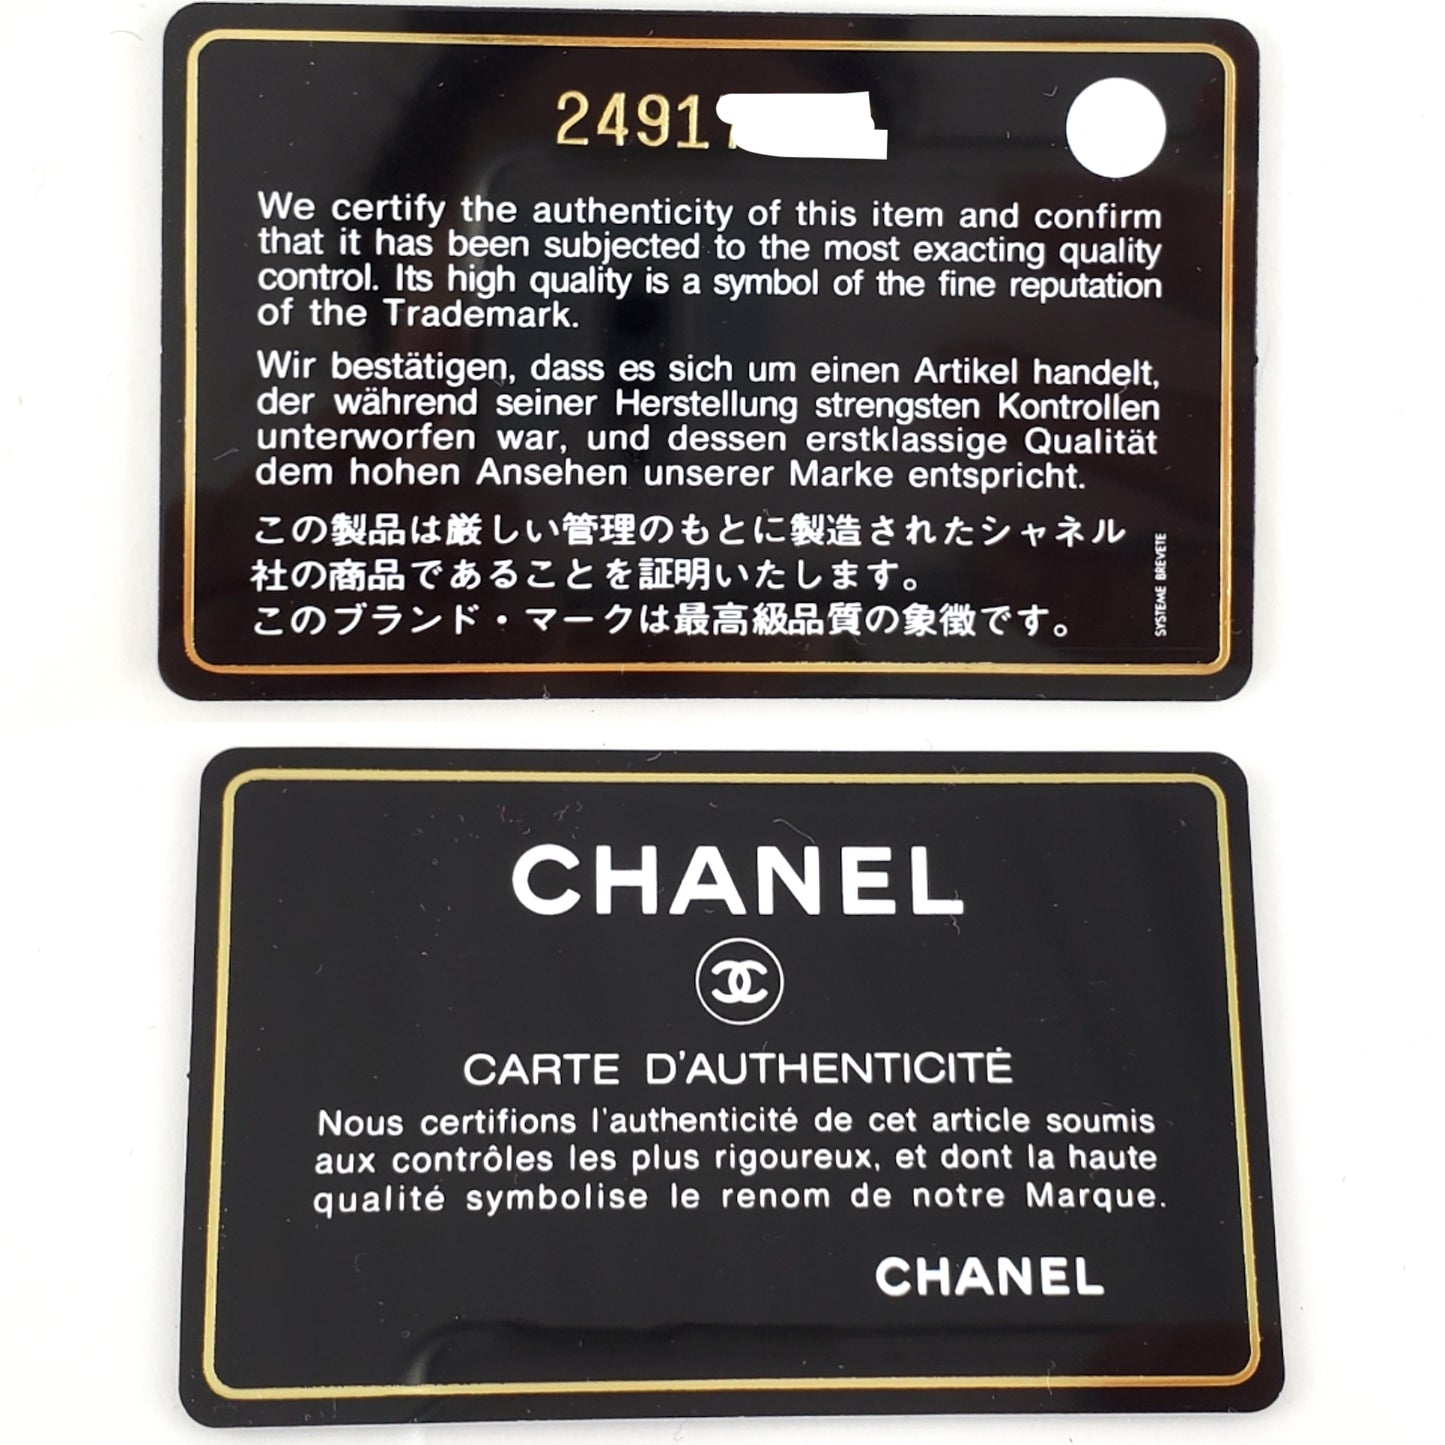 2491
We certify the authenticity of this item and confirm
that it has been subjected to the most exacting quality
control. Its high quality is a symbol of the fine reputation
of the Trademark.
Wir bestätigen, dass es sich um einen Artikel handelt,
der während seiner Herstellung strengsten Kontrollen
unterworfen war, und dessen erstklassige Qualität
dem hohen Ansehen unserer Marke entspricht.
この製品は厳しい管理のもとに製造されたシャネル
社の商品であることを証明いたします。
このブランド・マークは最高級品質の象徴です。
SYSTEME BREVETE
CHANEL
CARTE D'AUTHENTICITÉ
Nous certifions l'authenticité de cet article soumis
aux contrôles les plus rigoureux, et dont la haute
qualité symbolise le renom de notre Marque.
CHANEL